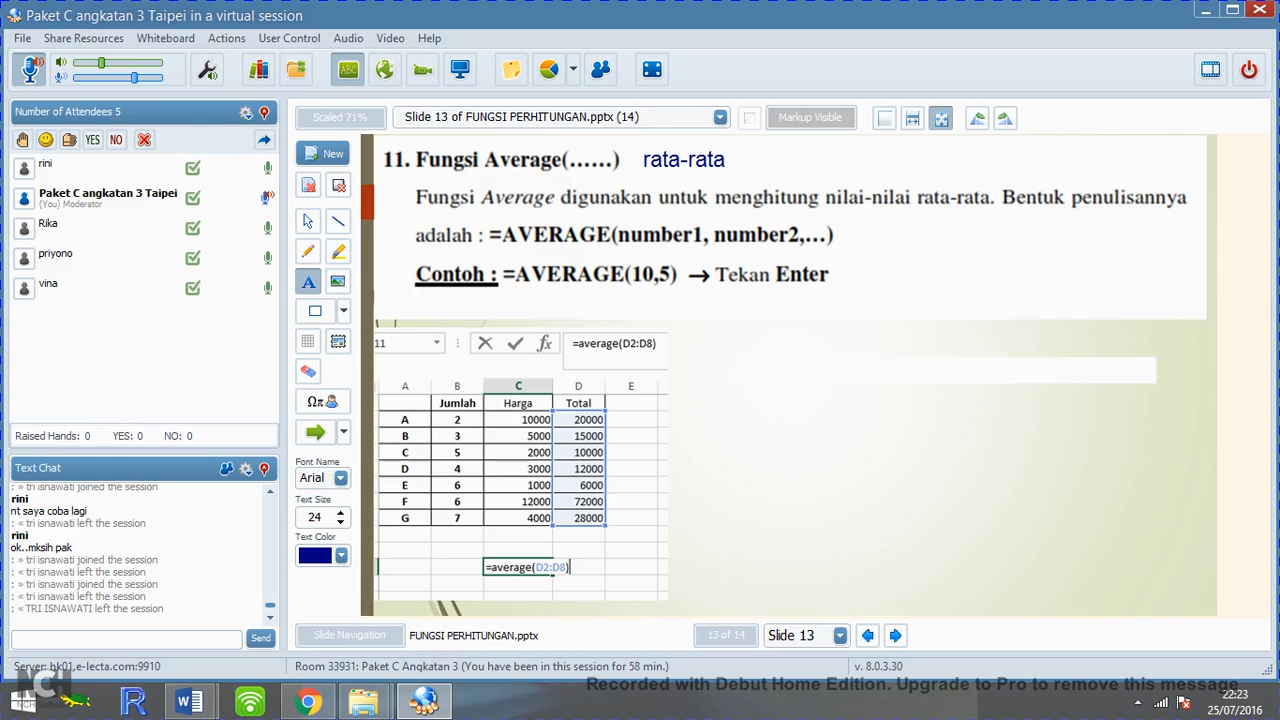 Paket C angkatan 3 Taipei in a virtual session
File Share Resources Whiteboard Actions User Control Audio Video Help
Number of Attendees 5
YES NO
rini
Paket C angkatan 3 Taipei
(You) Moderator
Rika
priyono
vina
Raised Hands: 0 YES: 0 NO: 0
Text Chat
» tri isnawati joined the session
rini
nt saya coba lagi
» tri isnawati left the session
rini
ok..mksih pak
» tri isnawati joined the session
» tri isnawati joined the session
» tri isnawati left the session
» TRI ISNAWATI left the session
Send
ABC
Scaled 71%
Slide 13 of FUNGSI PERHITUNGAN.pptx (14)
Markup Visible
New
A
Ωπ
Font Name
Arial
Text Size
24
Text Color
11. Fungsi Average(……) rata-rata
Fungsi Average digunakan untuk menghitung nilai-nilai rata-rata. Bentuk penulisannya
adalah : =AVERAGE(number1, number2,…)
Contoh : =AVERAGE(10,5) → Tekan Enter
11 fx =average(D2:D8)
A B C D E
Jumlah Harga Total
A 2 10000 20000
B 3 5000 15000
C 5 2000 10000
D 4 3000 12000
E 6 1000 6000
F 6 12000 72000
G 7 4000 28000
=average(D2:D8)
Slide Navigation FUNGSI PERHITUNGAN.pptx 13 of 14 Slide 13
Server: bk01.e-lecta.com:9910 Room 33931: Paket C Angkatan 3 (You have been in this session for 58 min.) v. 8.0.3.30
Recorded with Debut Home Edition. Upgrade to Pro to remove this message
NCH Software
22:23
25/07/2016